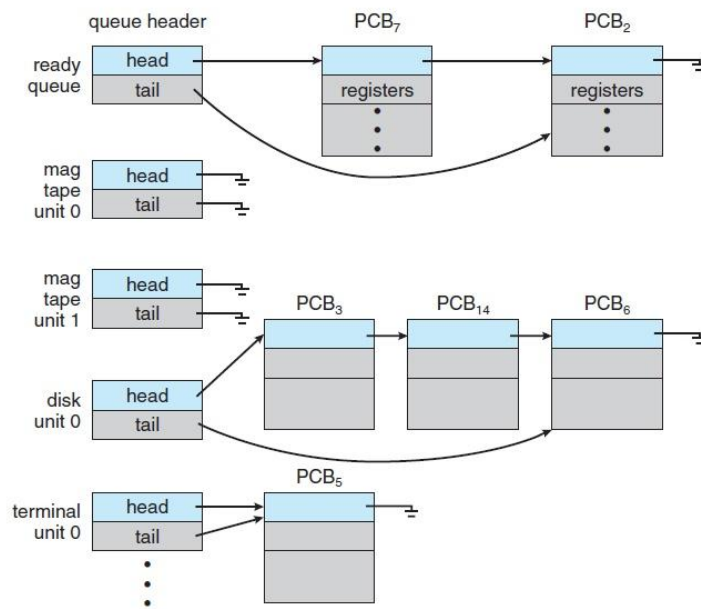 queue header PCB₇ PCB₂
ready queue
head
tail
registers
registers
mag tape unit 0
head
tail
mag tape unit 1
head
tail
PCB₃ PCB₁₄ PCB₆
disk unit 0
head
tail
PCB₅
terminal unit 0
head
tail